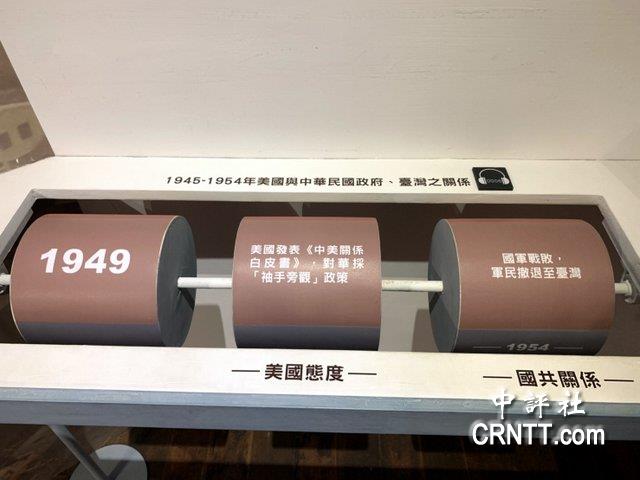 1945-1954年美國與中華民國政府、臺灣之關係
1949
美國發表《中美關係
白皮書》，對華採
「袖手旁觀」政策
國軍戰敗，
軍民撤退至臺灣
1954
美國態度
國共關係
中評社
CRNTT.com